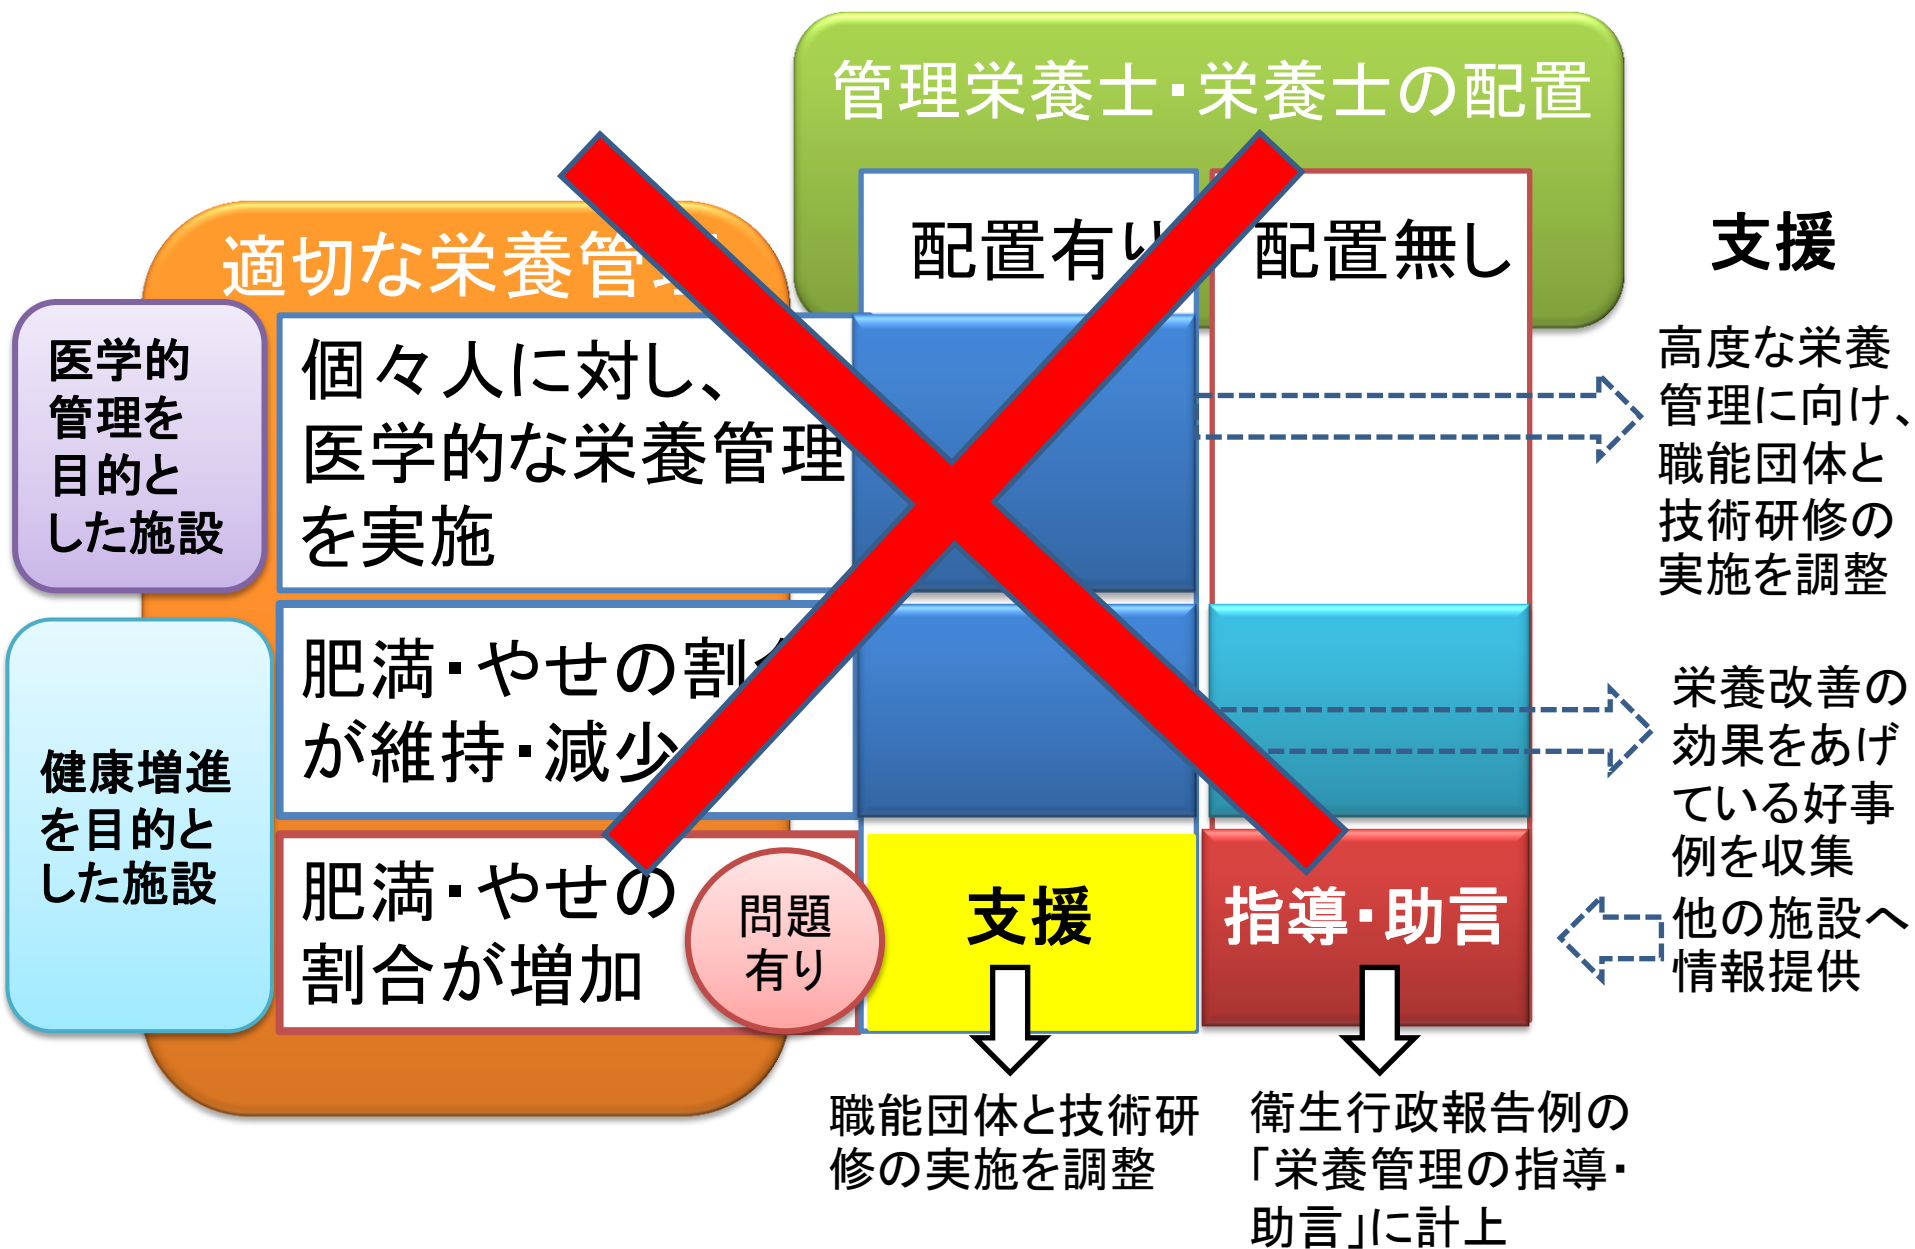 管理栄養士・栄養士の配置
配置有り
配置無し
支援
適切な栄養管理
医学的
管理を
目的と
した施設
個々人に対し、
医学的な栄養管理
を実施
高度な栄養
管理に向け、
職能団体と
技術研修の
実施を調整
健康増進
を目的と
した施設
肥満・やせの割合
が維持・減少
栄養改善の
効果をあげ
ている好事
例を収集
肥満・やせの
割合が増加
問題
有り
支援
指導・助言
他の施設へ
情報提供
職能団体と技術研
修の実施を調整
衛生行政報告例の
「栄養管理の指導・
助言」に計上